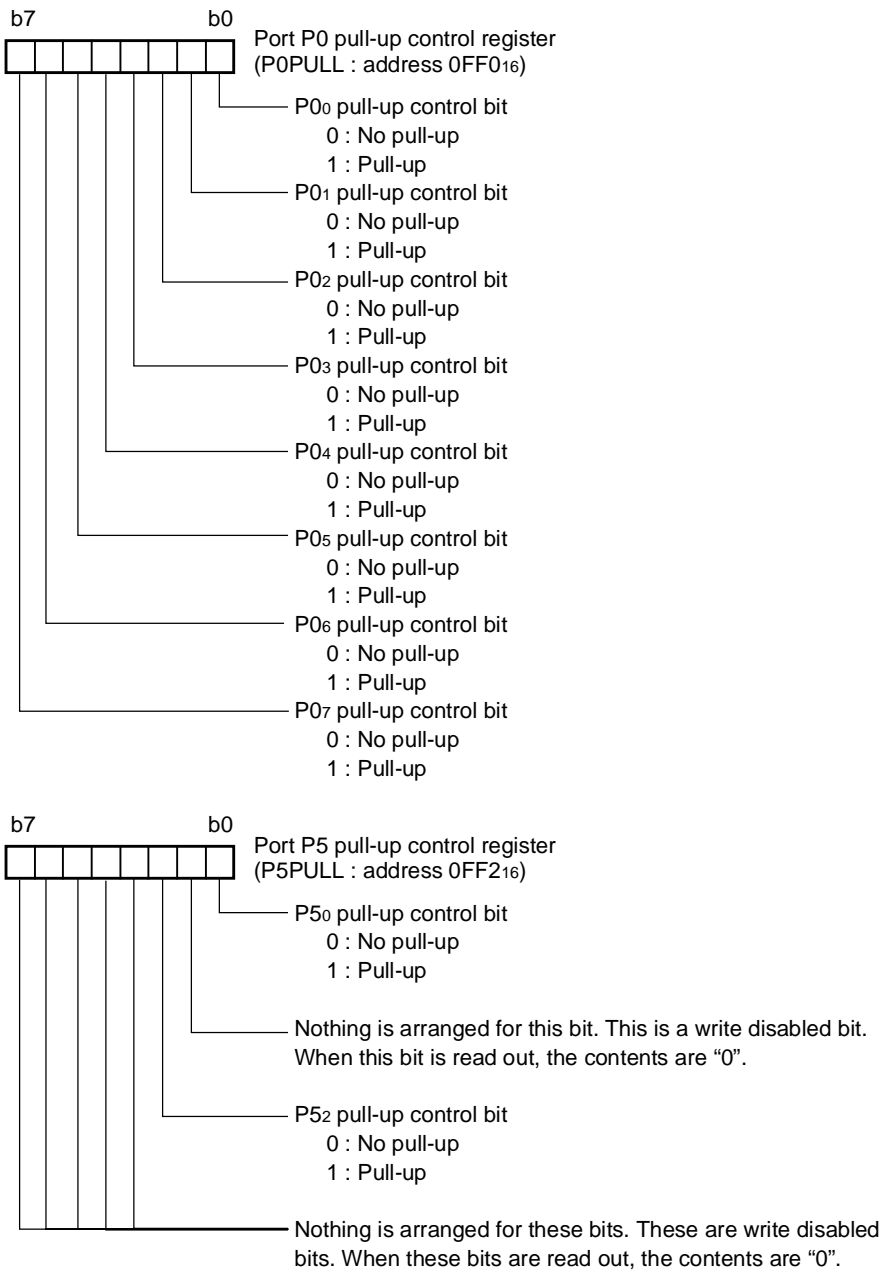 b7 b0
Port P0 pull-up control register
(P0PULL : address 0FF0₁₆)
P0₀ pull-up control bit
0 : No pull-up
1 : Pull-up
P0₁ pull-up control bit
0 : No pull-up
1 : Pull-up
P0₂ pull-up control bit
0 : No pull-up
1 : Pull-up
P0₃ pull-up control bit
0 : No pull-up
1 : Pull-up
P0₄ pull-up control bit
0 : No pull-up
1 : Pull-up
P0₅ pull-up control bit
0 : No pull-up
1 : Pull-up
P0₆ pull-up control bit
0 : No pull-up
1 : Pull-up
P0₇ pull-up control bit
0 : No pull-up
1 : Pull-up
b7 b0
Port P5 pull-up control register
(P5PULL : address 0FF2₁₆)
P5₀ pull-up control bit
0 : No pull-up
1 : Pull-up
Nothing is arranged for this bit. This is a write disabled bit.
When this bit is read out, the contents are “0”.
P5₂ pull-up control bit
0 : No pull-up
1 : Pull-up
Nothing is arranged for these bits. These are write disabled
bits. When these bits are read out, the contents are “0”.